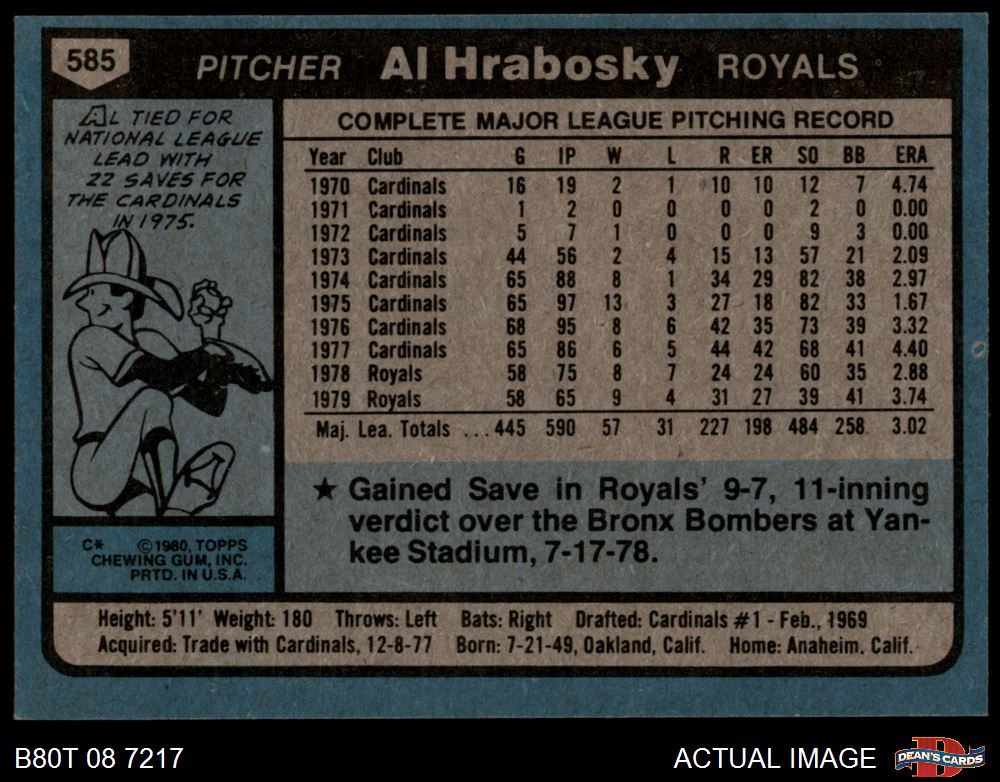 585
PITCHER Al Hrabosky ROYALS
AL TIED FOR
NATIONAL LEAGUE
LEAD WITH
22 SAVES FOR
THE CARDINALS
IN 1975.
C* ©1980, TOPPS
CHEWING GUM, INC.
PRTD. IN U.S.A.
COMPLETE MAJOR LEAGUE PITCHING RECORD
Year Club G IP W L R ER SO BB ERA
1970 Cardinals 16 19 2 1 10 10 12 7 4.74
1971 Cardinals 1 2 0 0 0 0 2 0 0.00
1972 Cardinals 5 7 1 0 0 0 9 3 0.00
1973 Cardinals 44 56 2 4 15 13 57 21 2.09
1974 Cardinals 65 88 8 1 34 29 82 38 2.97
1975 Cardinals 65 97 13 3 27 18 82 33 1.67
1976 Cardinals 68 95 8 6 42 35 73 39 3.32
1977 Cardinals 65 86 6 5 44 42 68 41 4.40
1978 Royals 58 75 8 7 24 24 60 35 2.88
1979 Royals 58 65 9 4 31 27 39 41 3.74
Maj. Lea. Totals ...445 590 57 31 227 198 484 258 3.02
★ Gained Save in Royals' 9-7, 11-inning
verdict over the Bronx Bombers at Yan-
kee Stadium, 7-17-78.
Height: 5'11' Weight: 180 Throws: Left Bats: Right Drafted: Cardinals #1 - Feb., 1969
Acquired: Trade with Cardinals, 12-8-77 Born: 7-21-49, Oakland, Calif. Home: Anaheim, Calif.
B80T 08 7217
ACTUAL IMAGE
D
DEAN'S CARDS